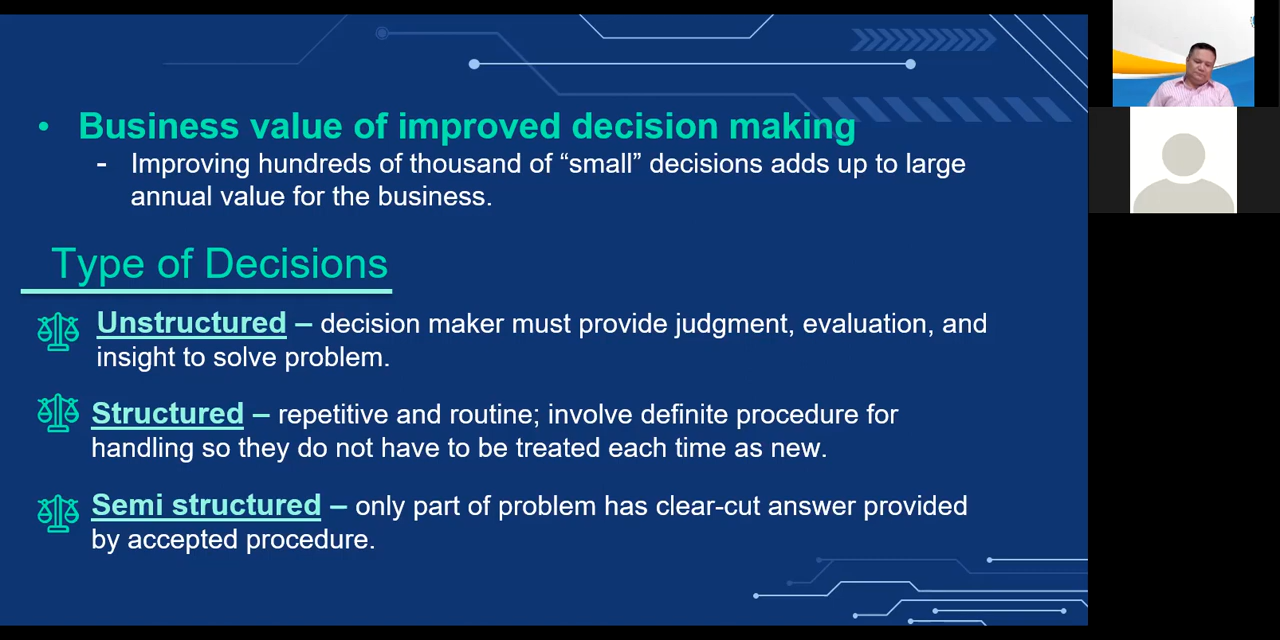 • Business value of improved decision making
- Improving hundreds of thousand of “small” decisions adds up to large
annual value for the business.
Type of Decisions
Unstructured – decision maker must provide judgment, evaluation, and
insight to solve problem.
Structured – repetitive and routine; involve definite procedure for
handling so they do not have to be treated each time as new.
Semi structured – only part of problem has clear-cut answer provided
by accepted procedure.